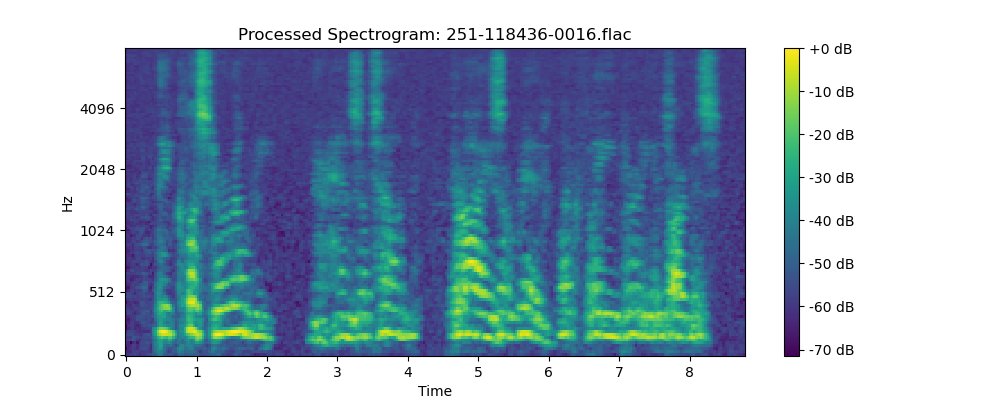 Processed Spectrogram: 251-118436-0016.flac
+0 dB
-10 dB
-20 dB
-30 dB
-40 dB
-50 dB
-60 dB
-70 dB
4096
2048
1024
512
0
Hz
0 1 2 3 4 5 6 7 8
Time